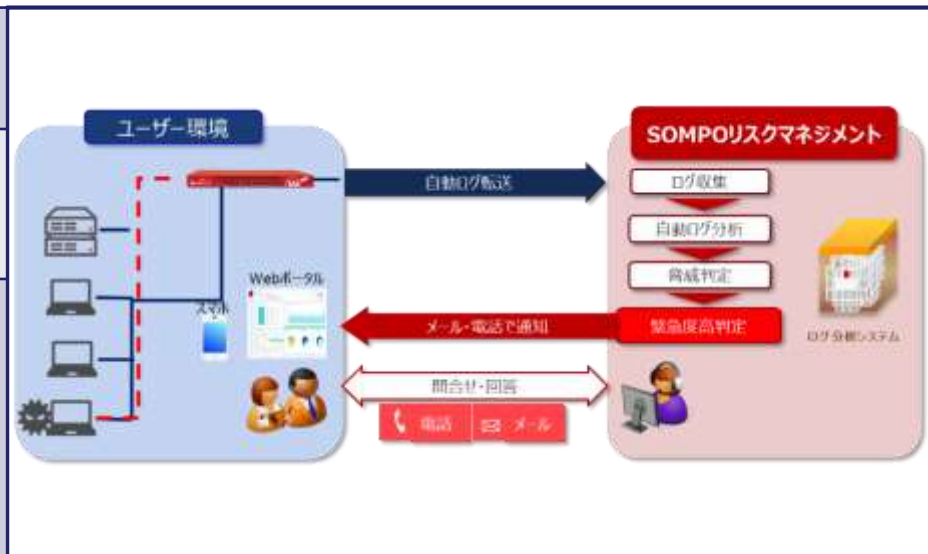 ユーザー環境
Webポータル
スマホ
自動ログ転送
メール・電話で通知
問合せ・回答
電話
メール
SOMPOリスクマネジメント
ログ収集
自動ログ分析
脅威判定
緊急度高判定
ログ分析システム